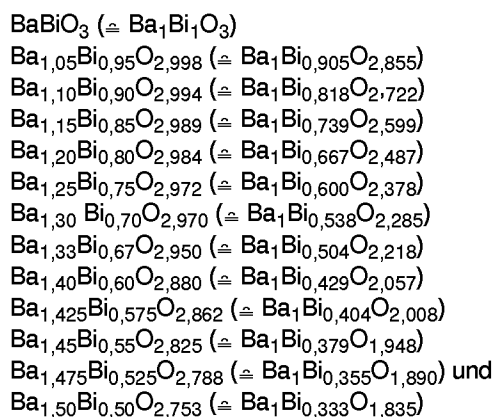 BaBiO₃ (≙ Ba₁Bi₁O₃)
Ba₁,₀₅Bi₀,₉₅O₂,₉₉₈ (≙ Ba₁Bi₀,₉₀₅O₂,₈₅₅)
Ba₁,₁₀Bi₀,₉₀O₂,₉₉₄ (≙ Ba₁Bi₀,₈₁₈O₂,₇₂₂)
Ba₁,₁₅Bi₀,₈₅O₂,₉₈₉ (≙ Ba₁Bi₀,₇₃₉O₂,₅₉₉)
Ba₁,₂₀Bi₀,₈₀O₂,₉₈₄ (≙ Ba₁Bi₀,₆₆₇O₂,₄₈₇)
Ba₁,₂₅Bi₀,₇₅O₂,₉₇₂ (≙ Ba₁Bi₀,₆₀₀O₂,₃₇₈)
Ba₁,₃₀ Bi₀,₇₀O₂,₉₇₀ (≙ Ba₁Bi₀,₅₃₈O₂,₂₈₅)
Ba₁,₃₃Bi₀,₆₇O₂,₉₅₀ (≙ Ba₁Bi₀,₅₀₄O₂,₂₁₈)
Ba₁,₄₀Bi₀,₆₀O₂,₈₈₀ (≙ Ba₁Bi₀,₄₂₉O₂,₀₅₇)
Ba₁,₄₂₅Bi₀,₅₇₅O₂,₈₆₂ (≙ Ba₁Bi₀,₄₀₄O₂,₀₀₈)
Ba₁,₄₅Bi₀,₅₅O₂,₈₂₅ (≙ Ba₁Bi₀,₃₇₉O₁,₉₄₈)
Ba₁,₄₇₅Bi₀,₅₂₅O₂,₇₈₈ (≙ Ba₁Bi₀,₃₅₅O₁,₈₉₀) und
Ba₁,₅₀Bi₀,₅₀O₂,₇₅₃ (≙ Ba₁Bi₀,₃₃₃O₁,₈₃₅)